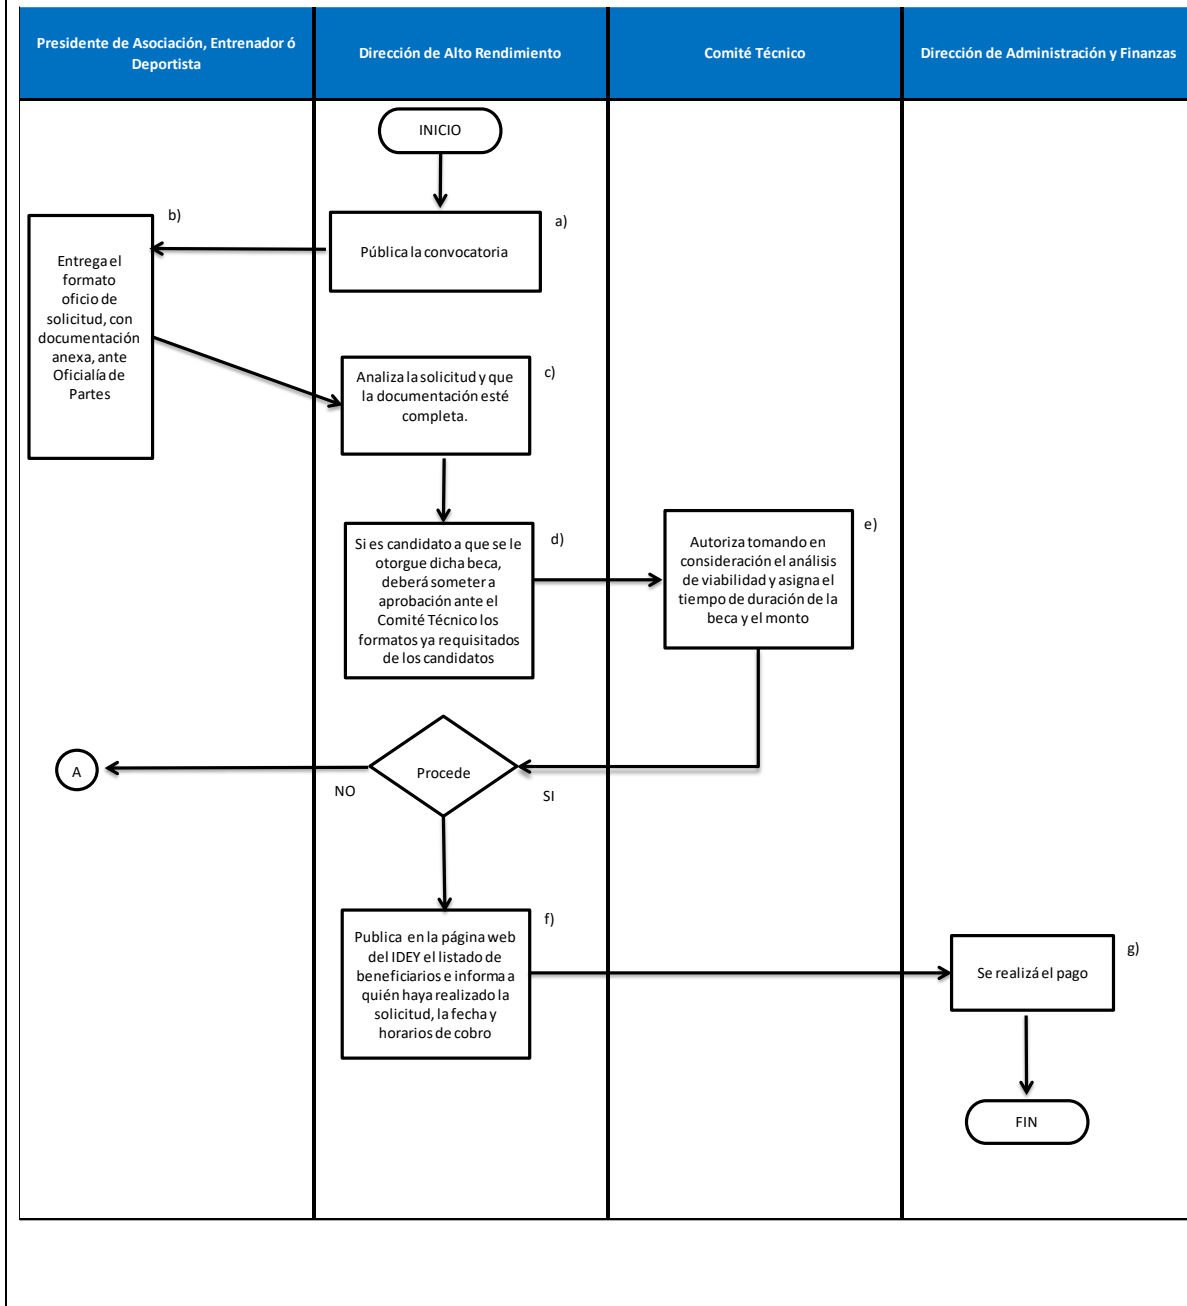 Presidente de Asociación, Entrenador ó
Deportista
Dirección de Alto Rendimiento
Comité Técnico
Dirección de Administración y Finanzas
INICIO
a)
Pública la convocatoria
b)
Entrega el
formato
oficio de
solicitud, con
documentación
anexa, ante
Oficialía de
Partes
c)
Analiza la solicitud y que
la documentación esté
completa.
d)
Si es candidato a que se le
otorgue dicha beca,
deberá someter a
aprobación ante el
Comité Técnico los
formatos ya requisitados
de los candidatos
e)
Autoriza tomando en
consideración el análisis
de viabilidad y asigna el
tiempo de duración de la
beca y el monto
Procede
NO
SI
A
f)
Publica en la página web
del IDEY el listado de
beneficiarios e informa a
quién haya realizado la
solicitud, la fecha y
horarios de cobro
g)
Se realizá el pago
FIN